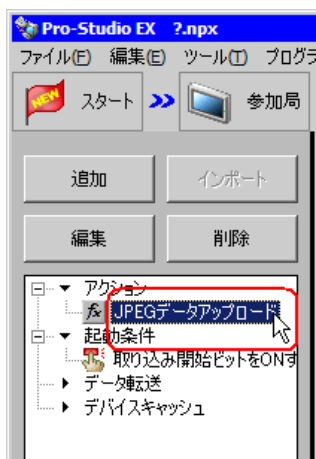 Pro-Studio EX ?.npx
ファイル(F) 編集(E) ツール(T) プログラ
NEW スタート >> 参加局
追加 インポート
編集 削除
アクション
fx JPEGデータアップロード
起動条件
取り込み開始ビットをONす
データ転送
デバイスキャッシュ